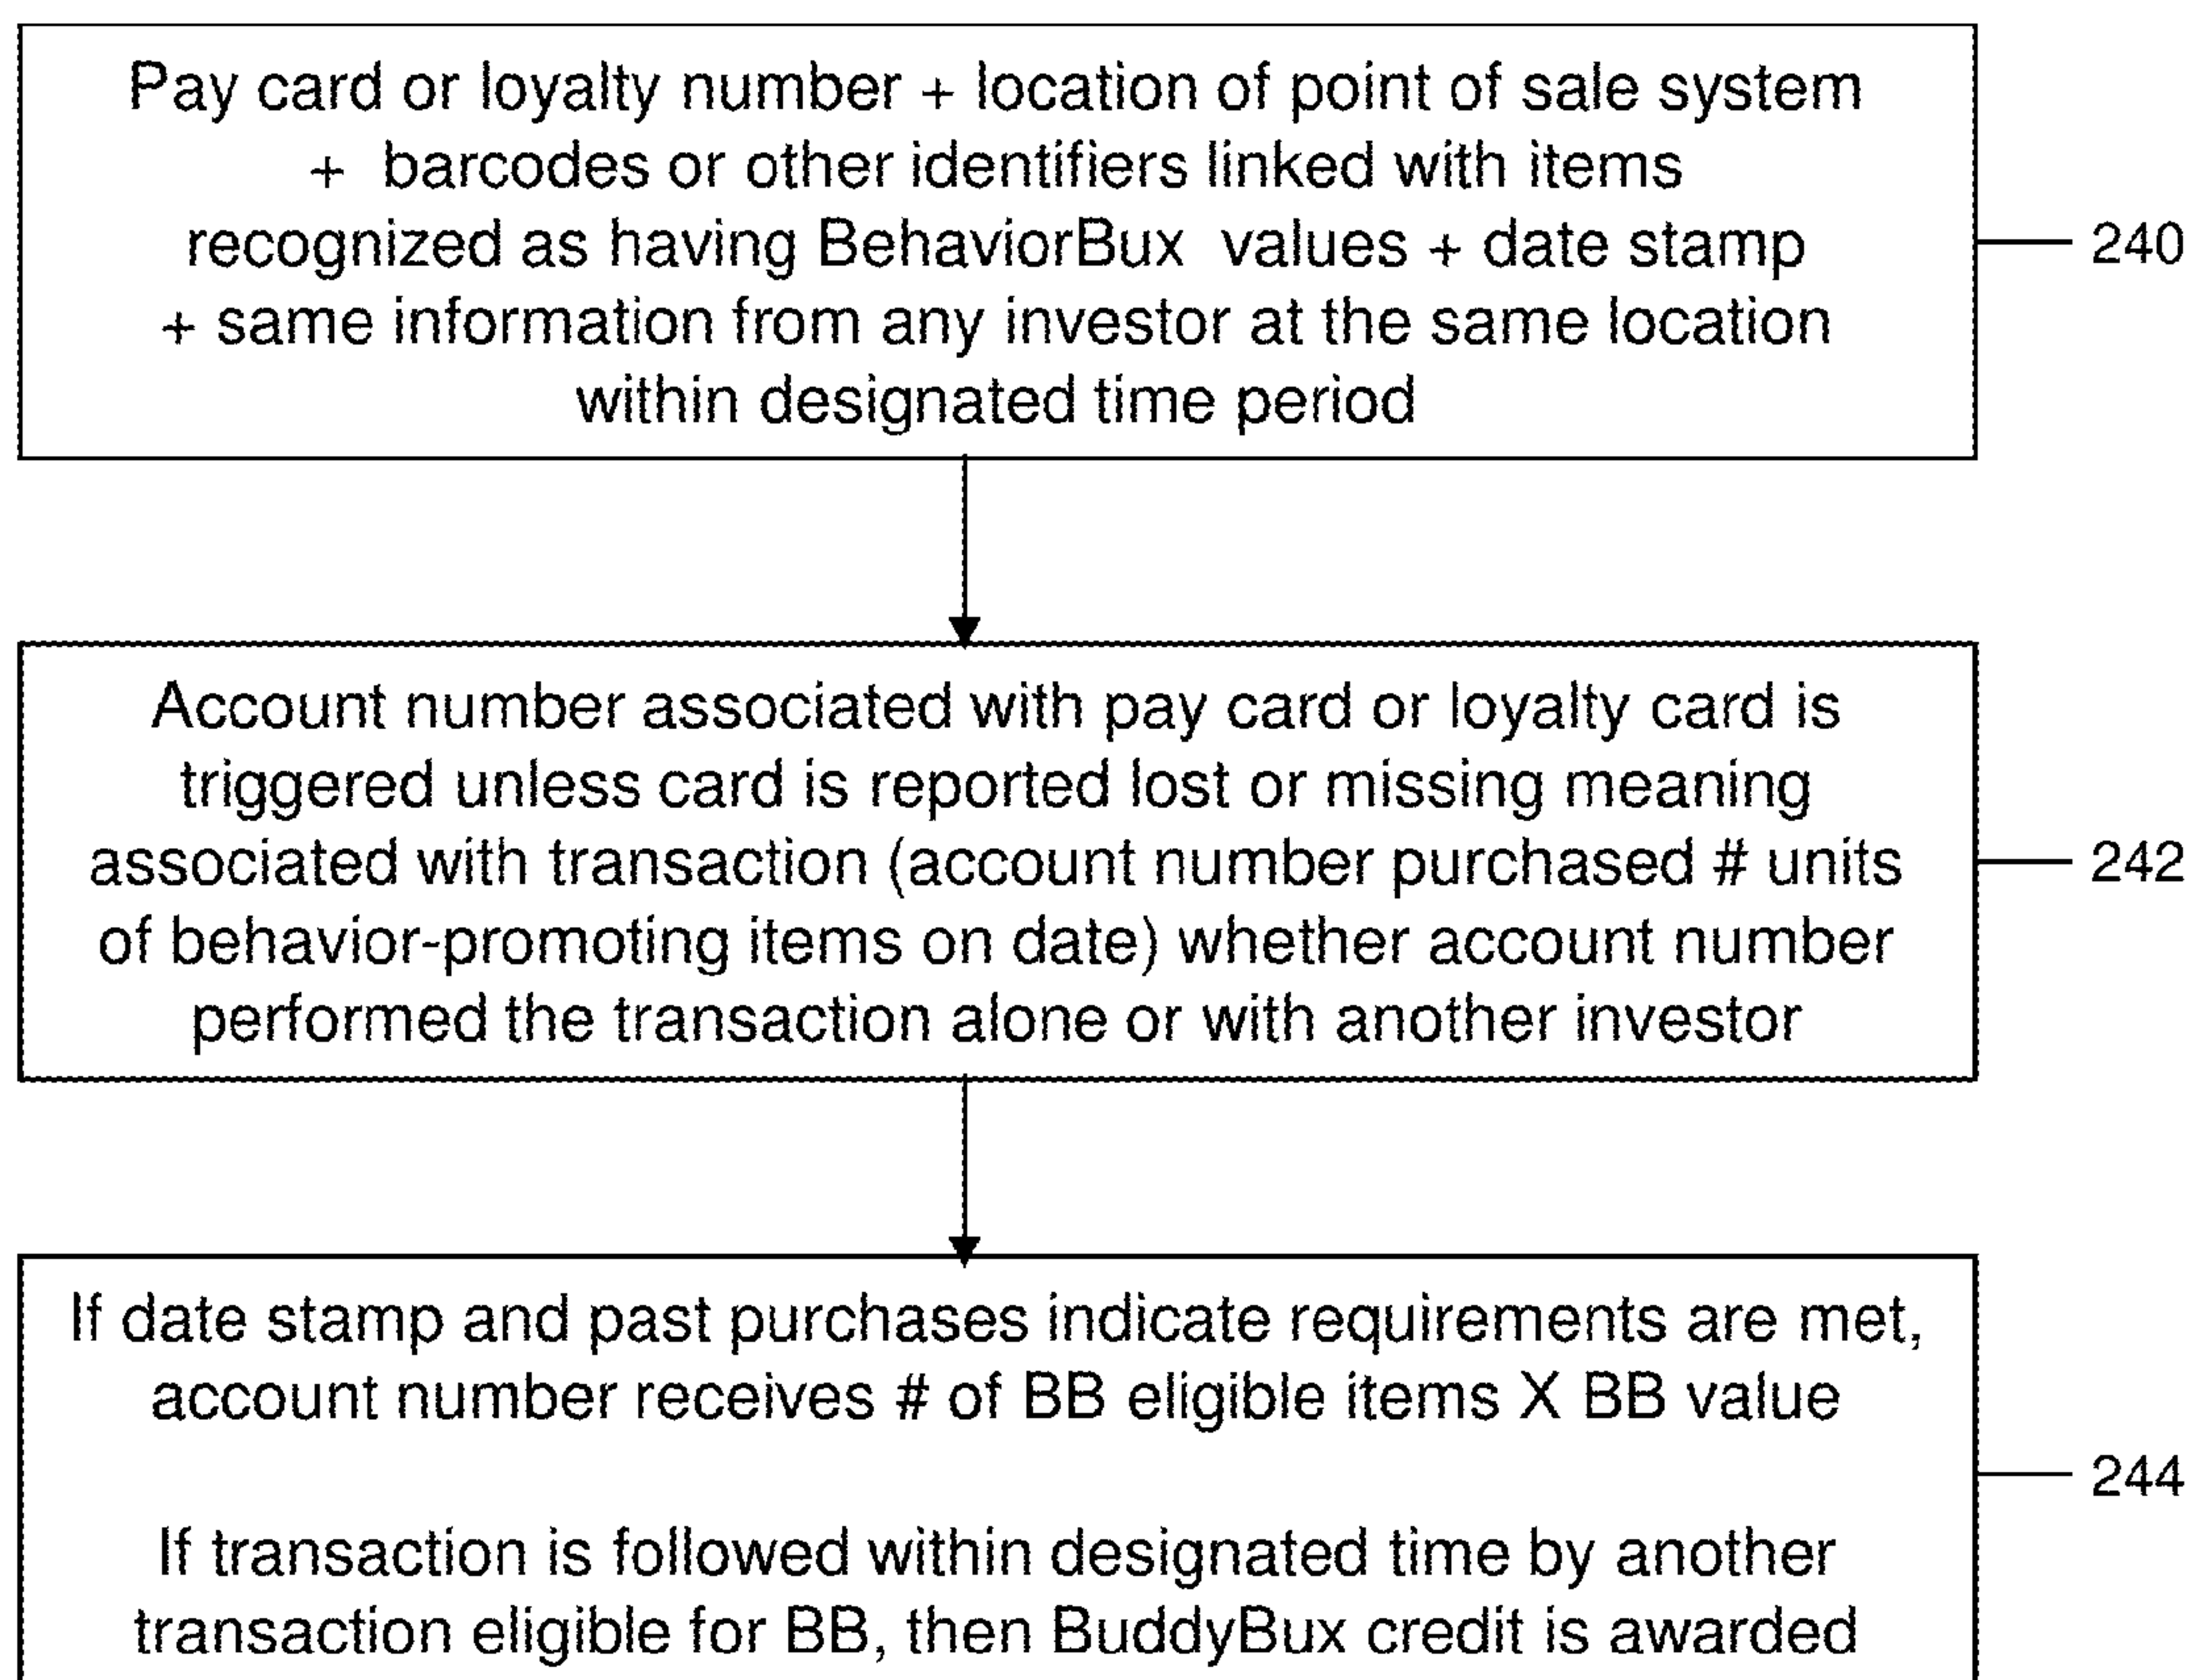 Pay card or loyalty number + location of point of sale system
+ barcodes or other identifiers linked with items
recognized as having BehaviorBux values + date stamp
+ same information from any investor at the same location
within designated time period
240
Account number associated with pay card or loyalty card is
triggered unless card is reported lost or missing meaning
associated with transaction (account number purchased # units
of behavior-promoting items on date) whether account number
performed the transaction alone or with another investor
242
If date stamp and past purchases indicate requirements are met,
account number receives # of BB eligible items X BB value
If transaction is followed within designated time by another
transaction eligible for BB, then BuddyBux credit is awarded
244